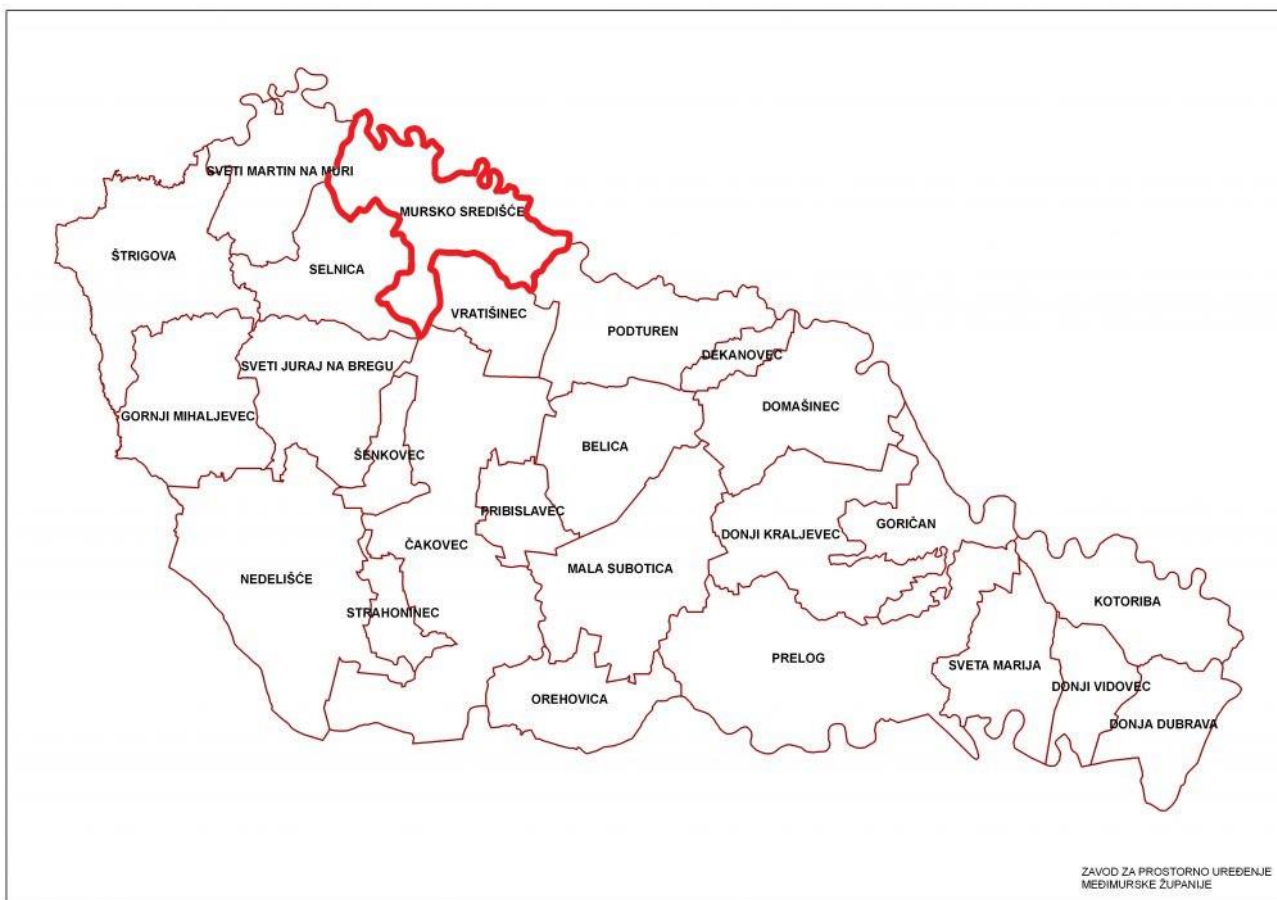 SVETI MARTIN NA MURI
MURSKO SREDIŠĆE
ŠTRIGOVA
SELNICA
VRATIŠINEC
PODTUREN
DEKANOVEC
SVETI JURAJ NA BREGU
DOMAŠINEC
GORNJI MIHALJEVEC
BELICA
ŠENKOVEC
PRIBISLAVEC
GORIČAN
DONJI KRALJEVEC
ČAKOVEC
MALA SUBOTICA
NEDELIŠĆE
KOTORIBA
STRAHONINEC
PRELOG
SVETA MARIJA
DONJI VIDOVEC
OREHOVICA
DONJA DUBRAVA
ZAVOD ZA PROSTORNO UREĐENJE
MEĐIMURSKE ŽUPANIJE